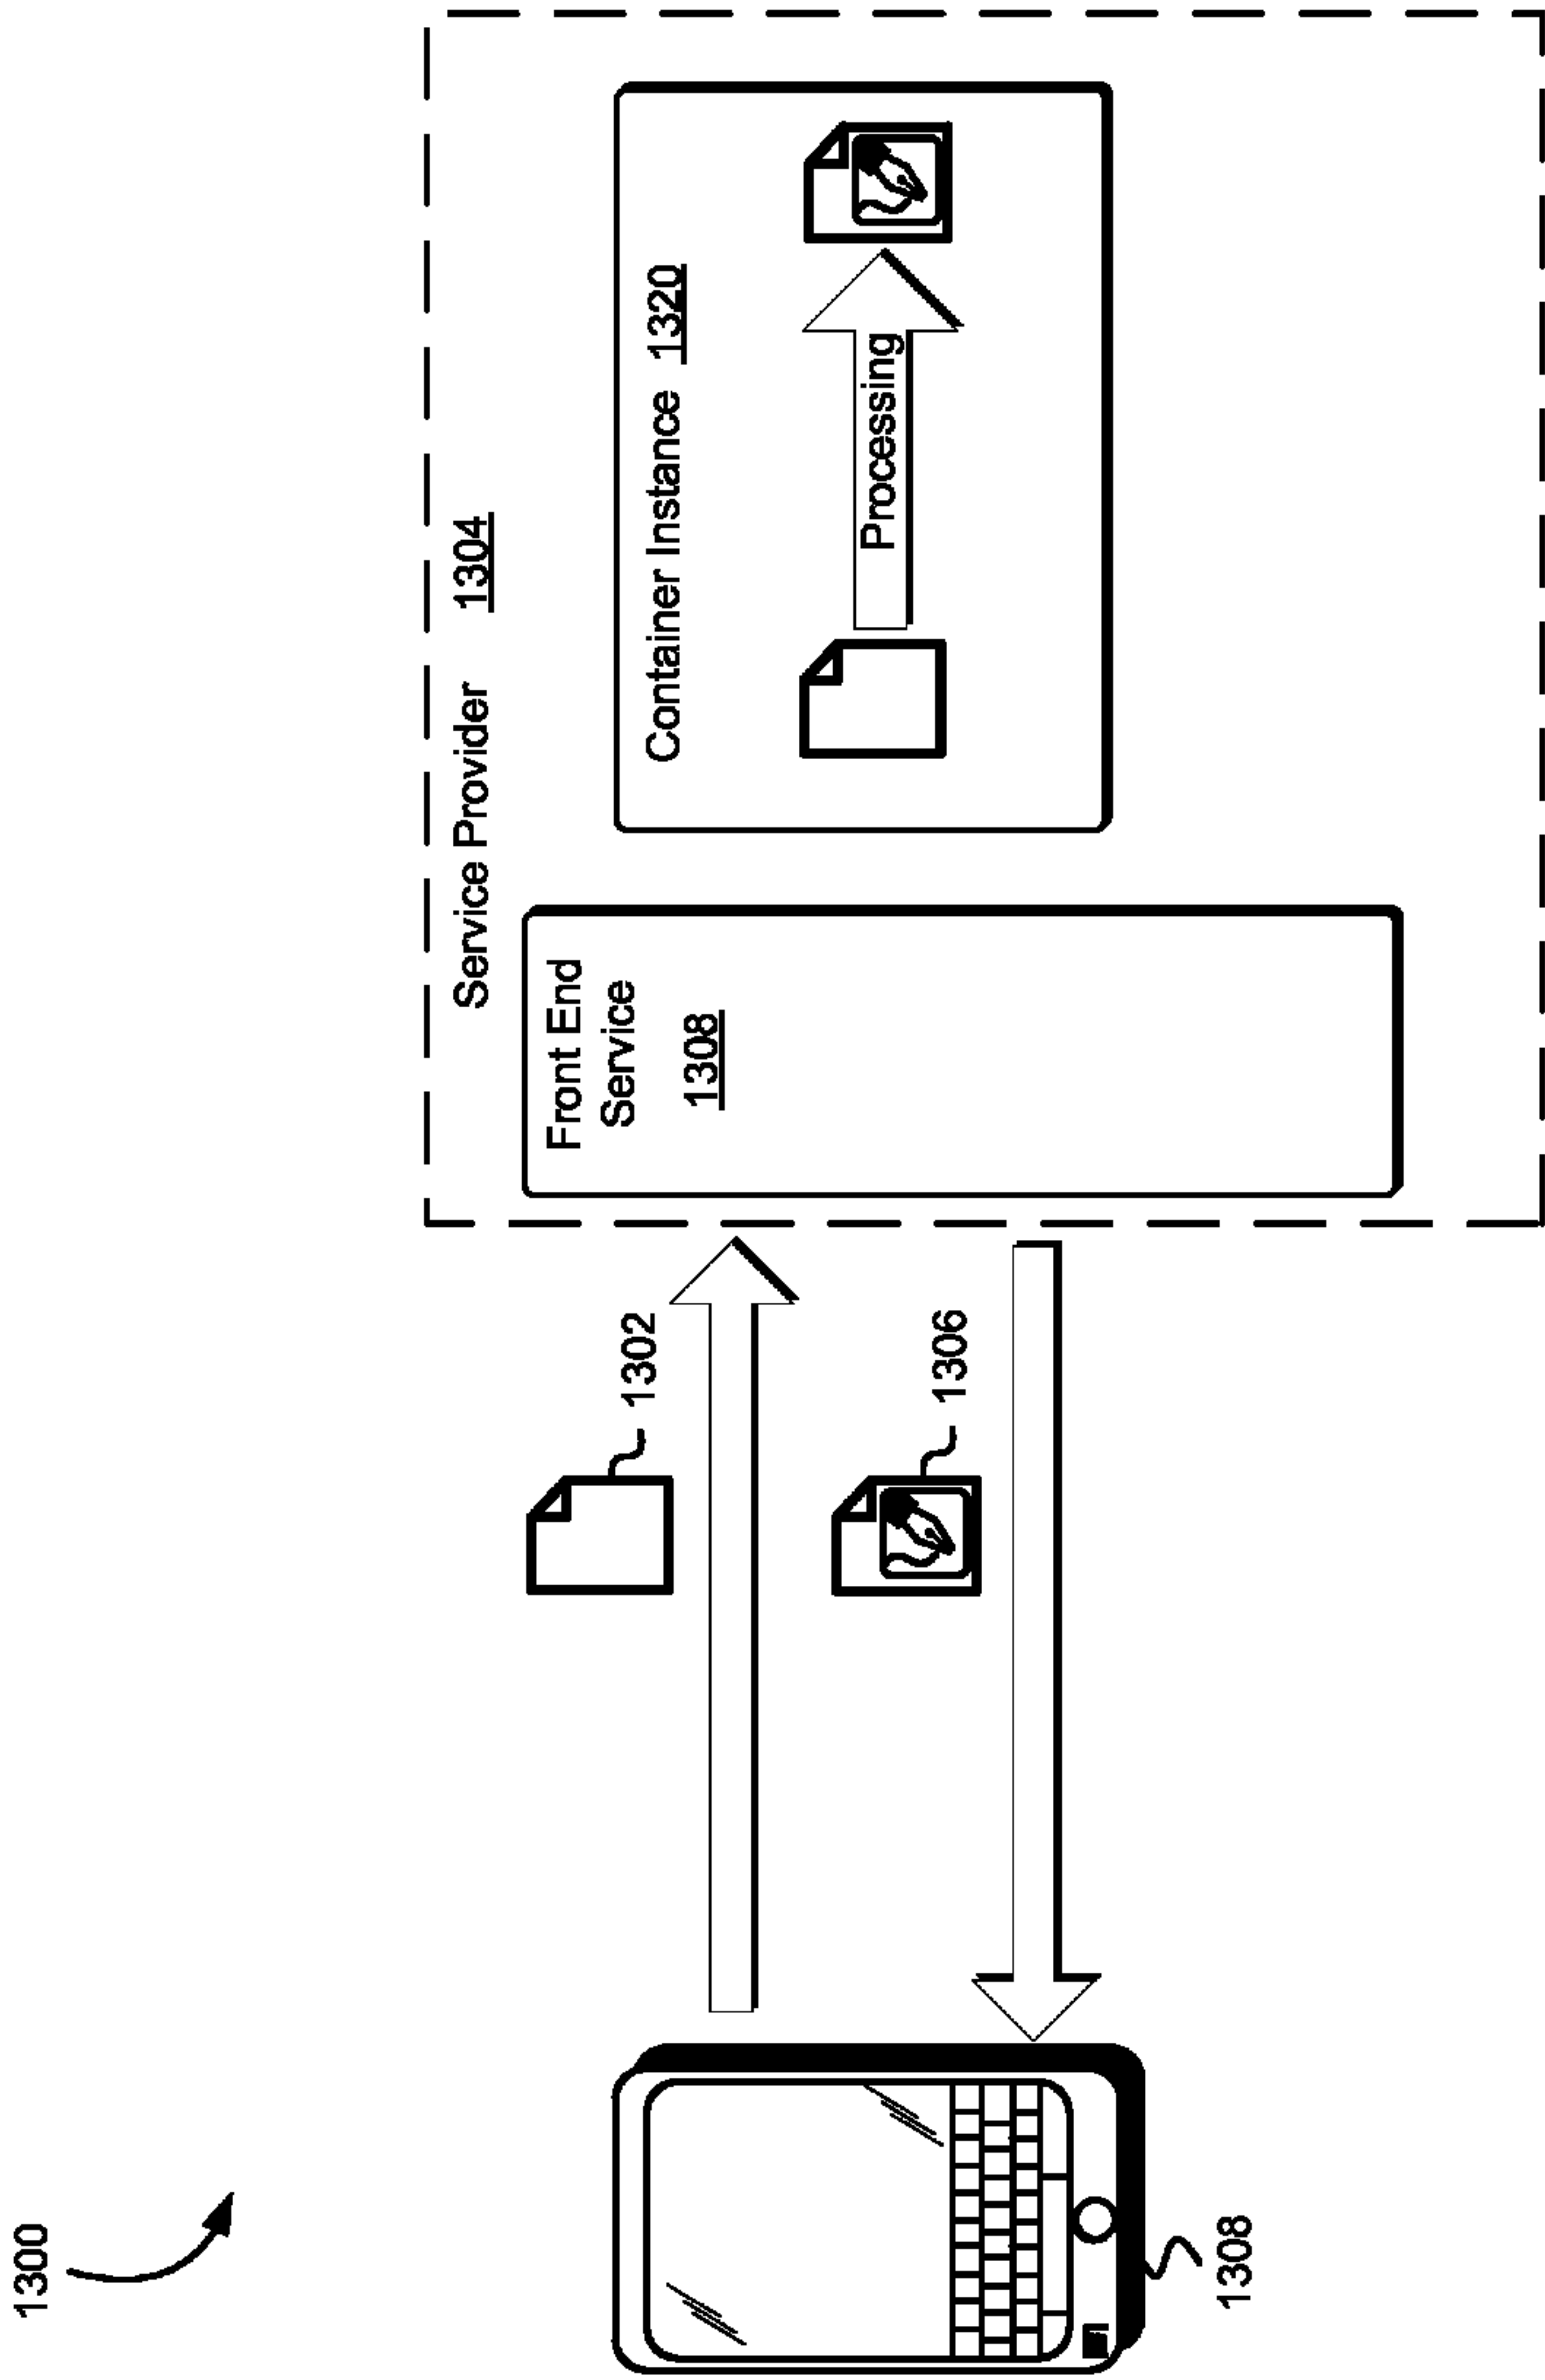 1300
Service Provider 1304
Front End
Service
1308
Container Instance 1320
Processing
1302
1306
1308